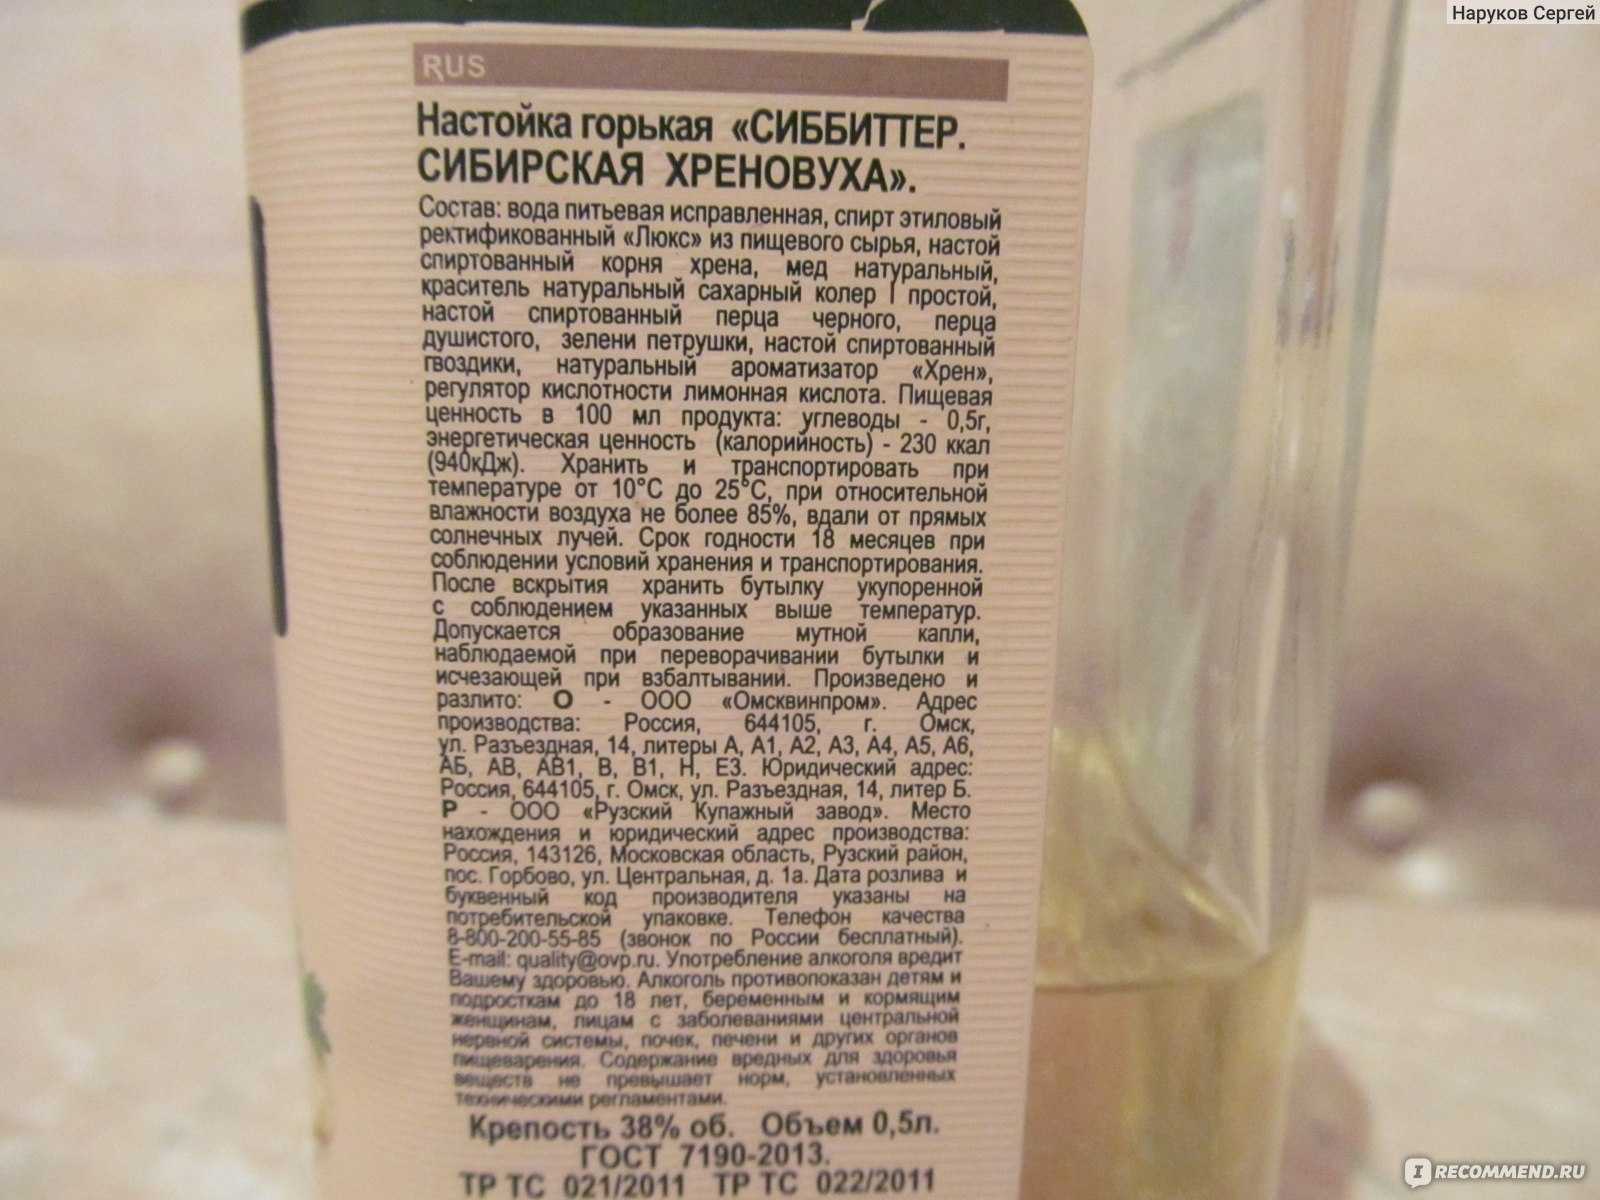 Наруков Сергей
RUS
Настойка горькая «СИББИТТЕР.
СИБИРСКАЯ ХРЕНОВУХА».
Состав: вода питьевая исправленная, спирт этиловый
ректификованный «Люкс» из пищевого сырья, настой
спиртованный корня хрена, мед натуральный,
краситель натуральный сахарный колер I простой,
настой спиртованный перца черного, перца
душистого, зелени петрушки, настой спиртованный
гвоздики, натуральный ароматизатор «Хрен»,
регулятор кислотности лимонная кислота. Пищевая
ценность в 100 мл продукта: углеводы - 0,5г,
энергетическая ценность (калорийность) - 230 ккал
(940кДж). Хранить и транспортировать при
температуре от 10°С до 25°С, при относительной
влажности воздуха не более 85%, вдали от прямых
солнечных лучей. Срок годности 18 месяцев при
соблюдении условий хранения и транспортирования.
После вскрытия хранить бутылку укупоренной
с соблюдением указанных выше температур.
Допускается образование мутной капли,
наблюдаемой при переворачивании бутылки и
исчезающей при взбалтывании. Произведено и
разлито: О - ООО «Омсквинпром». Адрес
производства: Россия, 644105, г. Омск,
ул. Разъездная, 14, литеры А, А1, А2, А3, А4, А5, А6,
АБ, АВ, АВ1, В, В1, Н, Е3. Юридический адрес:
Россия, 644105, г. Омск, ул. Разъездная, 14, литер Б.
Р - ООО «Рузский Купажный завод». Место
нахождения и юридический адрес производства:
Россия, 143126, Московская область, Рузский район,
пос. Горбово, ул. Центральная, д. 1а. Дата розлива и
буквенный код производителя указаны на
потребительской упаковке. Телефон качества
8-800-200-55-85 (звонок по России бесплатный).
E-mail: quality@ovp.ru. Употребление алкоголя вредит
Вашему здоровью. Алкоголь противопоказан детям и
подросткам до 18 лет, беременным и кормящим
женщинам, лицам с заболеваниями центральной
нервной системы, почек, печени и других органов
пищеварения. Содержание вредных для здоровья
веществ не превышает норм, установленных
техническими регламентами.
Крепость 38% об. Объем 0,5л.
ГОСТ 7190-2013.
ТР ТС 021/2011 ТР ТС 022/2011
I RECOMMEND.RU